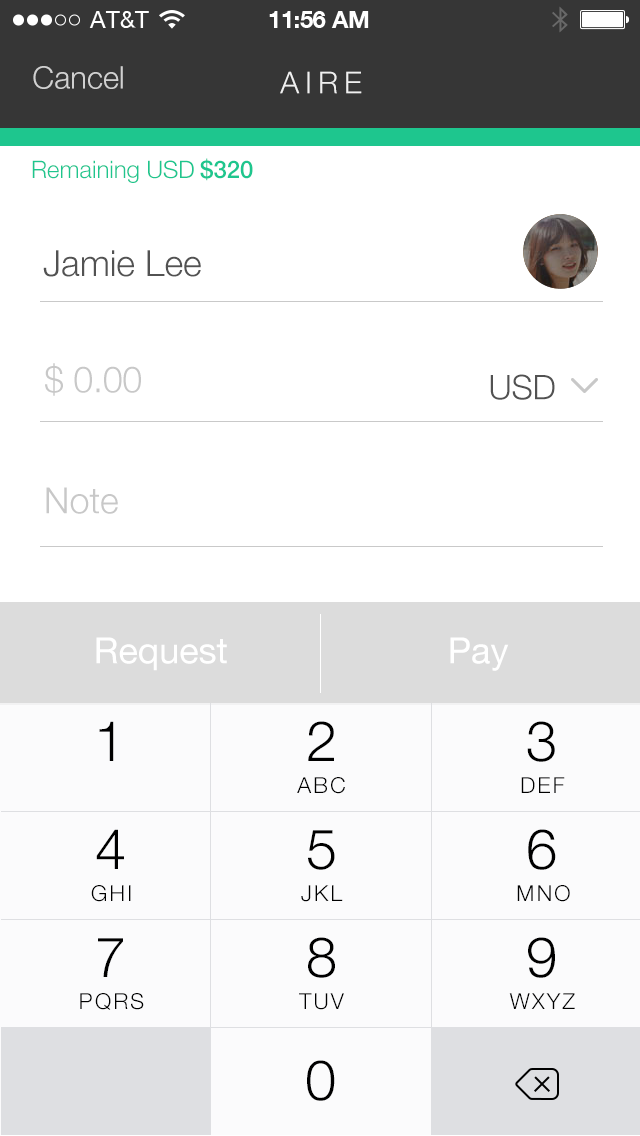 AT&T 11:56 AM
Cancel AIRE
Remaining USD $320
Jamie Lee
$ 0.00 USD
Note
Request Pay
1 2 3
ABC DEF
4 5 6
GHI JKL MNO
7 8 9
PQRS TUV WXYZ
0